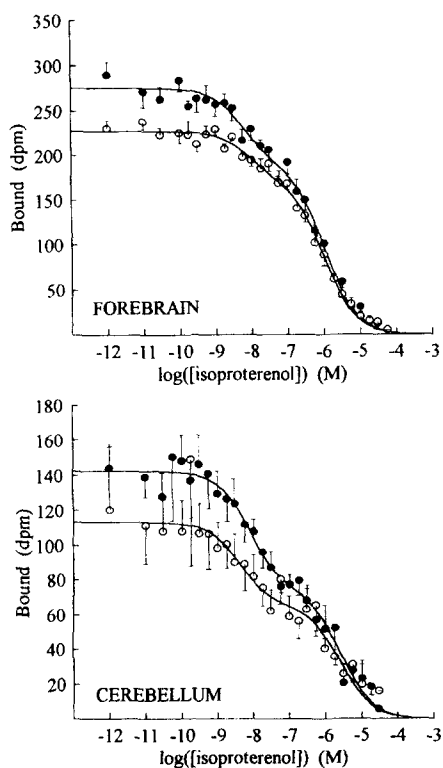 350
300
250
200
150
100
50
Bound (dpm)
FOREBRAIN
-12 -11 -10 -9 -8 -7 -6 -5 -4 -3
log([isoproterenol]) (M)
180
160
140
120
100
80
60
40
20
Bound (dpm)
CEREBELLUM
-12 -11 -10 -9 -8 -7 -6 -5 -4 -3
log([isoproterenol]) (M)